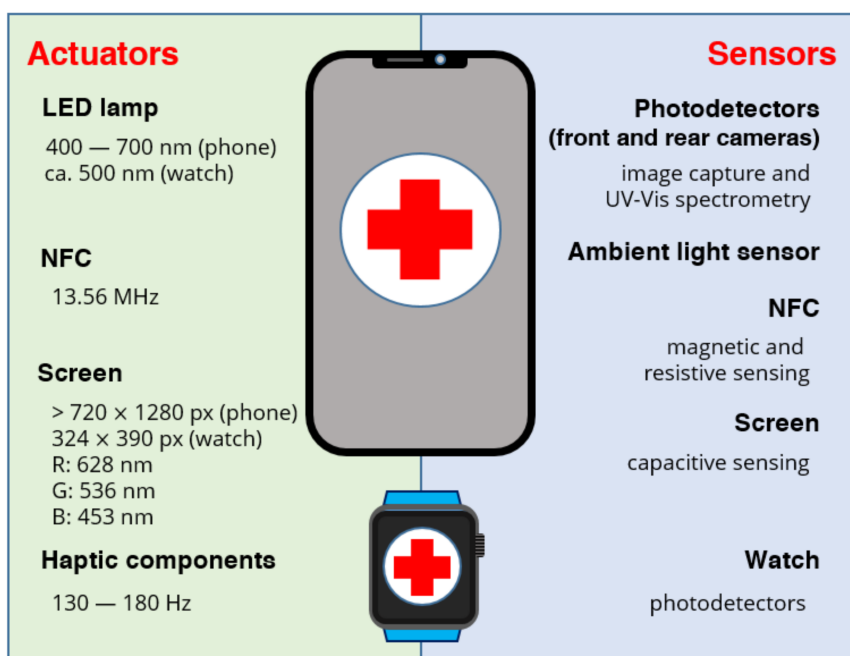 Actuators
LED lamp
400 — 700 nm (phone)
ca. 500 nm (watch)
NFC
13.56 MHz
Screen
> 720 × 1280 px (phone)
324 × 390 px (watch)
R: 628 nm
G: 536 nm
B: 453 nm
Haptic components
130 — 180 Hz
Sensors
Photodetectors
(front and rear cameras)
image capture and
UV-Vis spectrometry
Ambient light sensor
NFC
magnetic and
resistive sensing
Screen
capacitive sensing
Watch
photodetectors